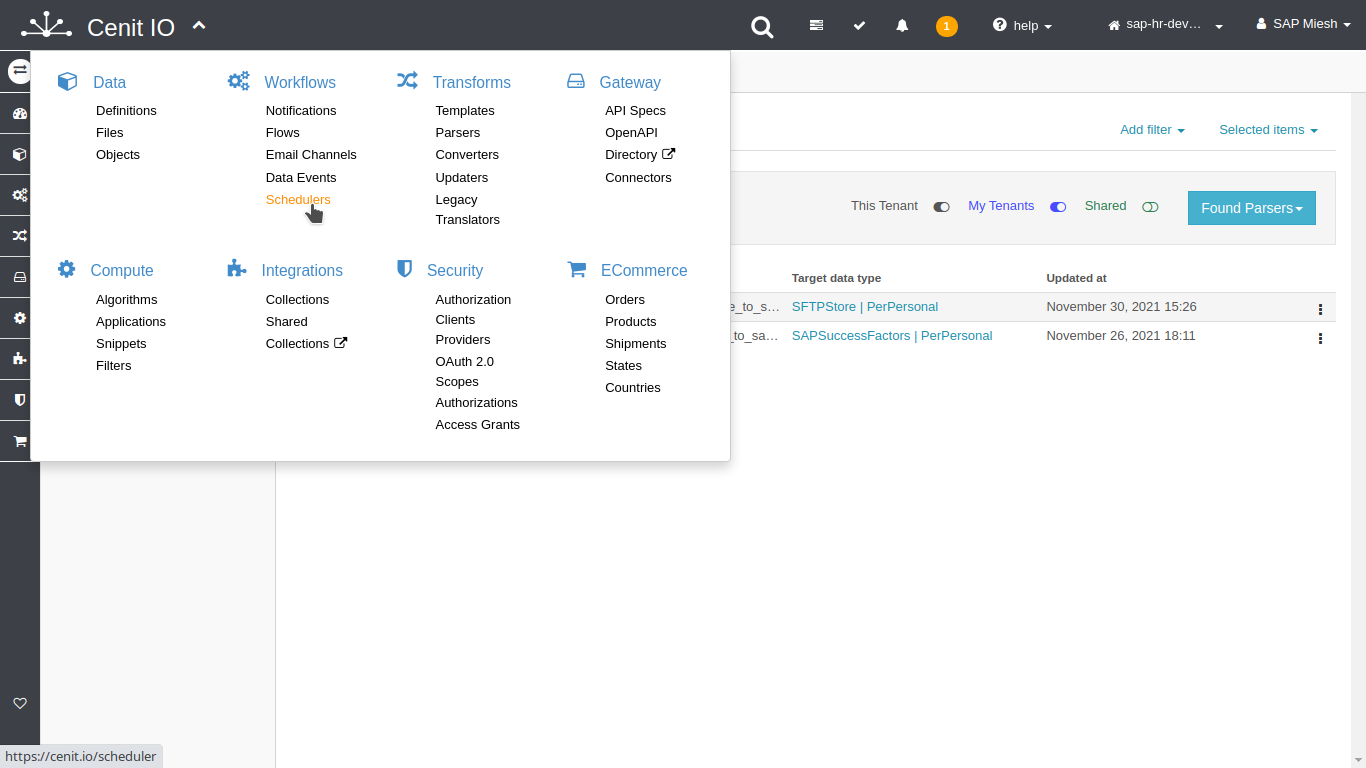 Cenit IO
1
help
sap-hr-dev…
SAP Miesh
Data
Definitions
Files
Objects
Workflows
Notifications
Flows
Email Channels
Data Events
Schedulers
Transforms
Templates
Parsers
Converters
Updaters
Legacy
Translators
Gateway
API Specs
OpenAPI
Directory
Connectors
Compute
Algorithms
Applications
Snippets
Filters
Integrations
Collections
Shared
Collections
Security
Authorization
Clients
Providers
OAuth 2.0
Scopes
Authorizations
Access Grants
ECommerce
Orders
Products
Shipments
States
Countries
Add filter
Selected items
This Tenant
My Tenants
Shared
Found Parsers
Target data type
Updated at
e_to_s… SFTPStore | PerPersonal November 30, 2021 15:26
_to_sa… SAPSuccessFactors | PerPersonal November 26, 2021 18:11
https://cenit.io/scheduler